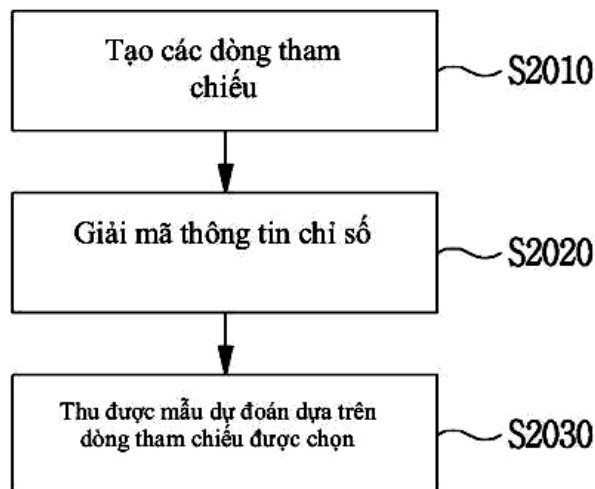 Tạo các dòng tham
chiếu
S2010
Giải mã thông tin chỉ số
S2020
Thu được mẫu dự đoán dựa trên
dòng tham chiếu được chọn
S2030